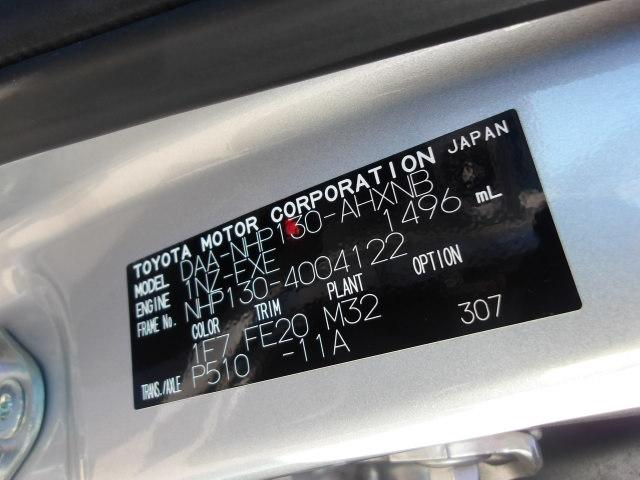 TOYOTA MOTOR CORPORATION JAPAN
MODEL DAA-NHP130-AHXNB
ENGINE 1NZ-FXE 1496 mL
FRAME No. NHP130-4004122
COLOR TRIM PLANT OPTION
1F7 FE20 M32
TRANS./AXLE P510 -11A 307